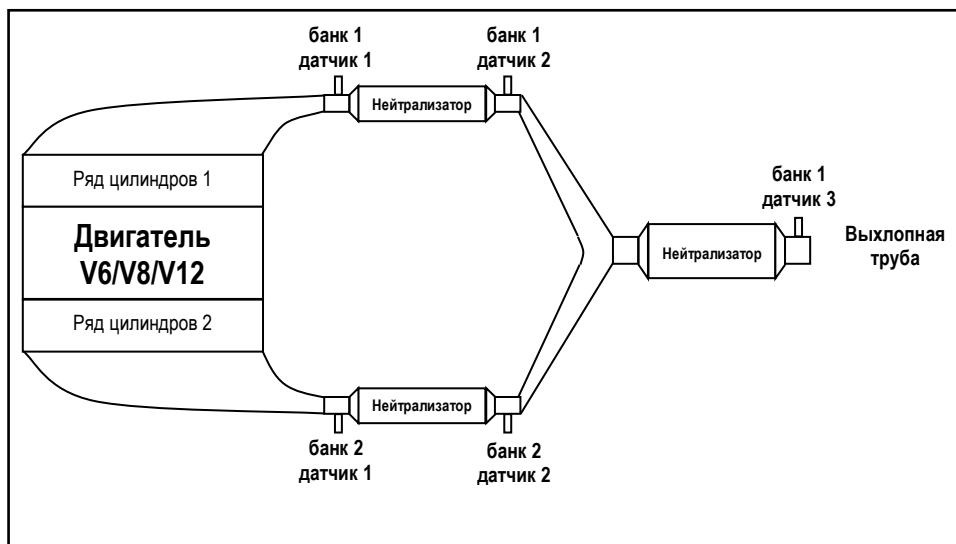 банк 1
датчик 1
банк 1
датчик 2
Нейтрализатор
Ряд цилиндров 1
Двигатель
V6/V8/V12
Ряд цилиндров 2
банк 1
датчик 3
Нейтрализатор
Выхлопная
труба
Нейтрализатор
банк 2
датчик 1
банк 2
датчик 2